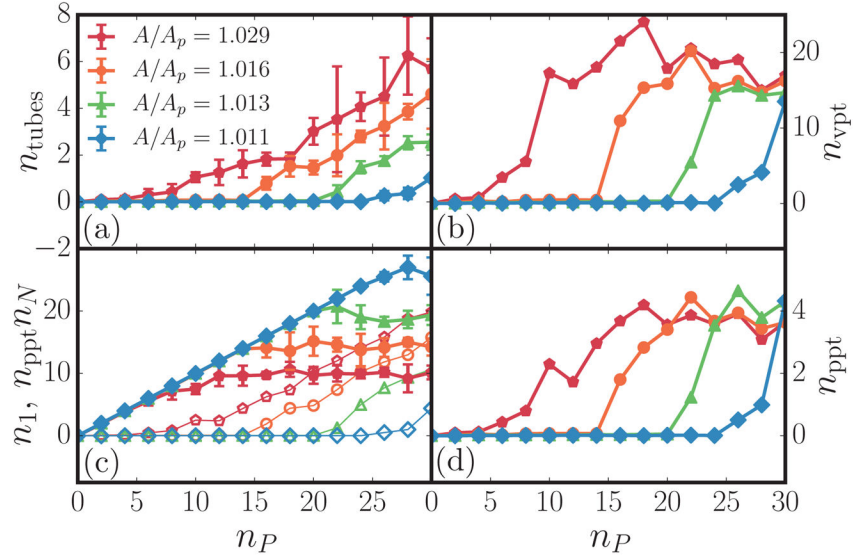 8
6
4
2
0
−2
n_tubes
A/A_p = 1.029
A/A_p = 1.016
A/A_p = 1.013
A/A_p = 1.011
(a)
(b)
20
10
0
n_vpt
20
10
0
n_1, n_ppt n_N
(c)
(d)
4
2
0
n_ppt
0 5 10 15 20 25
0 5 10 15 20 25 30
n_P
n_P